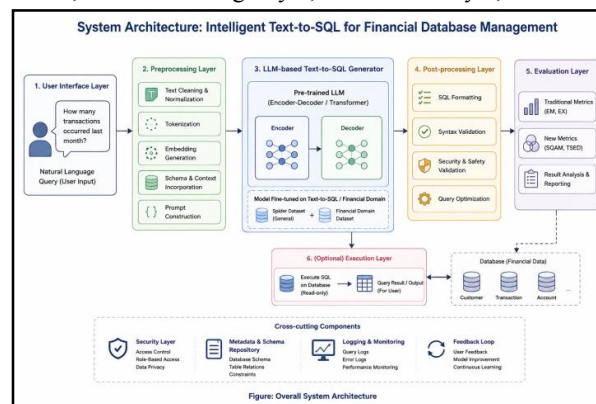 System Architecture: Intelligent Text-to-SQL for Financial Database Management
1. User Interface Layer
How many
transactions
occurred last
month?
Natural Language
Query (User Input)
2. Preprocessing Layer
Text Cleaning &
Normalization
Tokenization
Embedding
Generation
Schema & Context
Incorporation
{ }
Prompt
Construction
3. LLM-based Text-to-SQL Generator
Pre-trained LLM
(Encoder-Decoder / Transformer)
Encoder
Decoder
Model Fine-tuned on Text-to-SQL / Financial Domain
Spider Dataset
(General)
+
Financial Domain
Dataset
4. Post-processing Layer
SQL Formatting
Syntax Validation
Security & Safety
Validation
Query Optimization
5. Evaluation Layer
Traditional Metrics
(EM, EX)
New Metrics
(SQAM, TSED)
Result Analysis &
Reporting
6. (Optional) Execution Layer
Execute SQL
on Database
(Read-only)
Query Result / Output
(For User)
Database (Financial Data)
Customer
Transaction
Account
...
Cross-cutting Components
Security Layer
Access Control
Role-Based Access
Data Privacy
Metadata & Schema
Repository
Database Schema
Table Relations
Constraints
Logging & Monitoring
Query Logs
Error Logs
Performance Monitoring
Feedback Loop
User Feedback
Model Improvement
Continuous Learning
Figure: Overall System Architecture